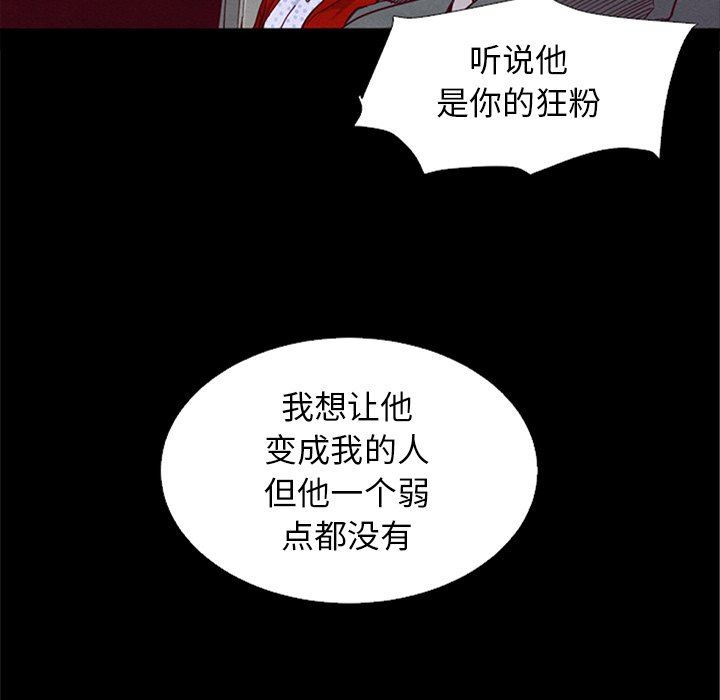 听说他
是你的狂粉
我想让他
变成我的人
但他一个弱
点都没有